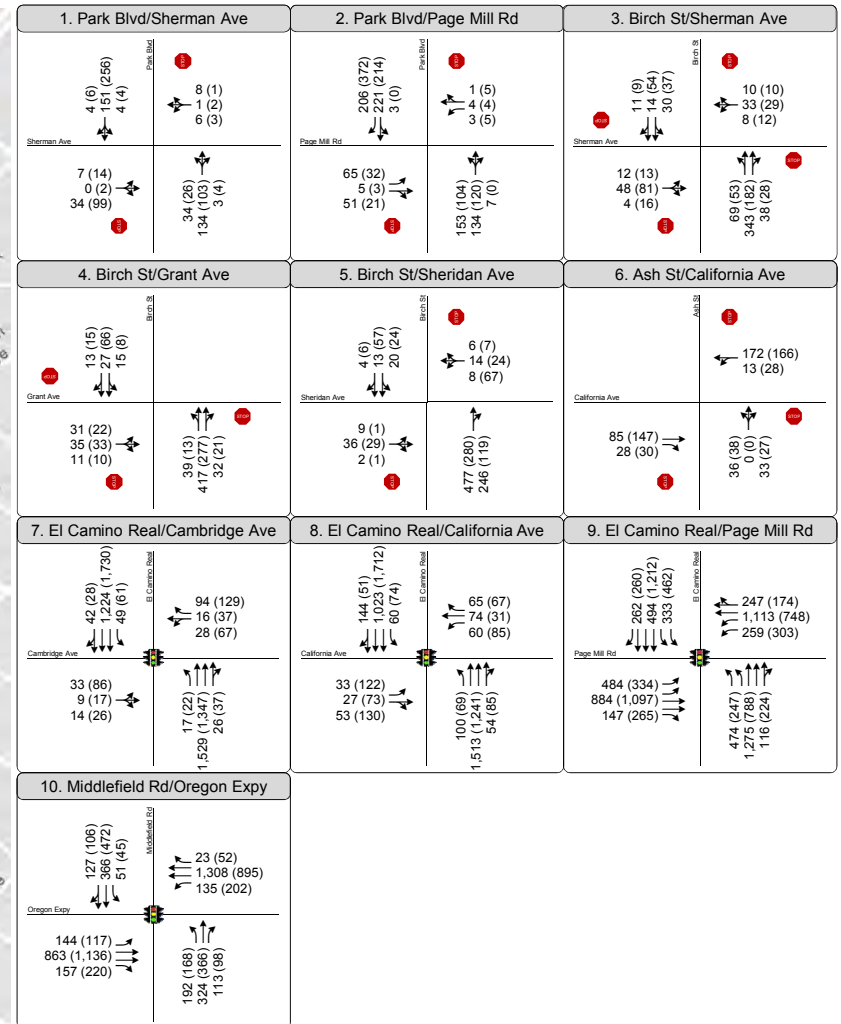 1. Park Blvd/Sherman Ave
Park Blvd
STOP
4 (6)
151 (256)
4 (4)
8 (1)
1 (2)
6 (3)
Sherman Ave
7 (14)
0 (2)
34 (99)
STOP
34 (26)
134 (103)
3 (4)
2. Park Blvd/Page Mill Rd
Park Blvd
STOP
206 (372)
221 (214)
3 (0)
1 (5)
4 (4)
3 (5)
Page Mill Rd
65 (32)
5 (3)
51 (21)
STOP
153 (104)
134 (120)
7 (0)
3. Birch St/Sherman Ave
Birch St
STOP
11 (9)
14 (54)
30 (37)
10 (10)
33 (29)
8 (12)
STOP
Sherman Ave
STOP
12 (13)
48 (81)
4 (16)
STOP
69 (53)
343 (182)
38 (28)
4. Birch St/Grant Ave
Birch St
13 (15)
27 (66)
15 (8)
STOP
Grant Ave
STOP
31 (22)
35 (33)
11 (10)
STOP
39 (13)
417 (277)
32 (21)
5. Birch St/Sheridan Ave
Birch St
STOP
4 (6)
13 (57)
20 (24)
6 (7)
14 (24)
8 (67)
Sheridan Ave
9 (1)
36 (29)
2 (1)
STOP
477 (280)
246 (119)
6. Ash St/California Ave
Ash St
STOP
172 (166)
13 (28)
California Ave
STOP
85 (147)
28 (30)
STOP
36 (38)
0 (0)
33 (27)
7. El Camino Real/Cambridge Ave
El Camino Real
42 (28)
1,224 (1,730)
49 (61)
94 (129)
16 (37)
28 (67)
Cambridge Ave
33 (86)
9 (17)
14 (26)
17 (22)
1,529 (1,347)
26 (37)
8. El Camino Real/California Ave
El Camino Real
144 (51)
1,023 (1,712)
60 (74)
65 (67)
74 (31)
60 (85)
California Ave
33 (122)
27 (73)
53 (130)
100 (69)
1,513 (1,241)
54 (85)
9. El Camino Real/Page Mill Rd
El Camino Real
262 (260)
494 (1,212)
333 (462)
247 (174)
1,113 (748)
259 (303)
Page Mill Rd
484 (334)
884 (1,097)
147 (265)
474 (247)
1,275 (788)
116 (224)
10. Middlefield Rd/Oregon Expy
Middlefield Rd
127 (106)
366 (472)
51 (45)
23 (52)
1,308 (895)
135 (202)
Oregon Expy
144 (117)
863 (1,136)
157 (220)
192 (168)
324 (366)
113 (98)